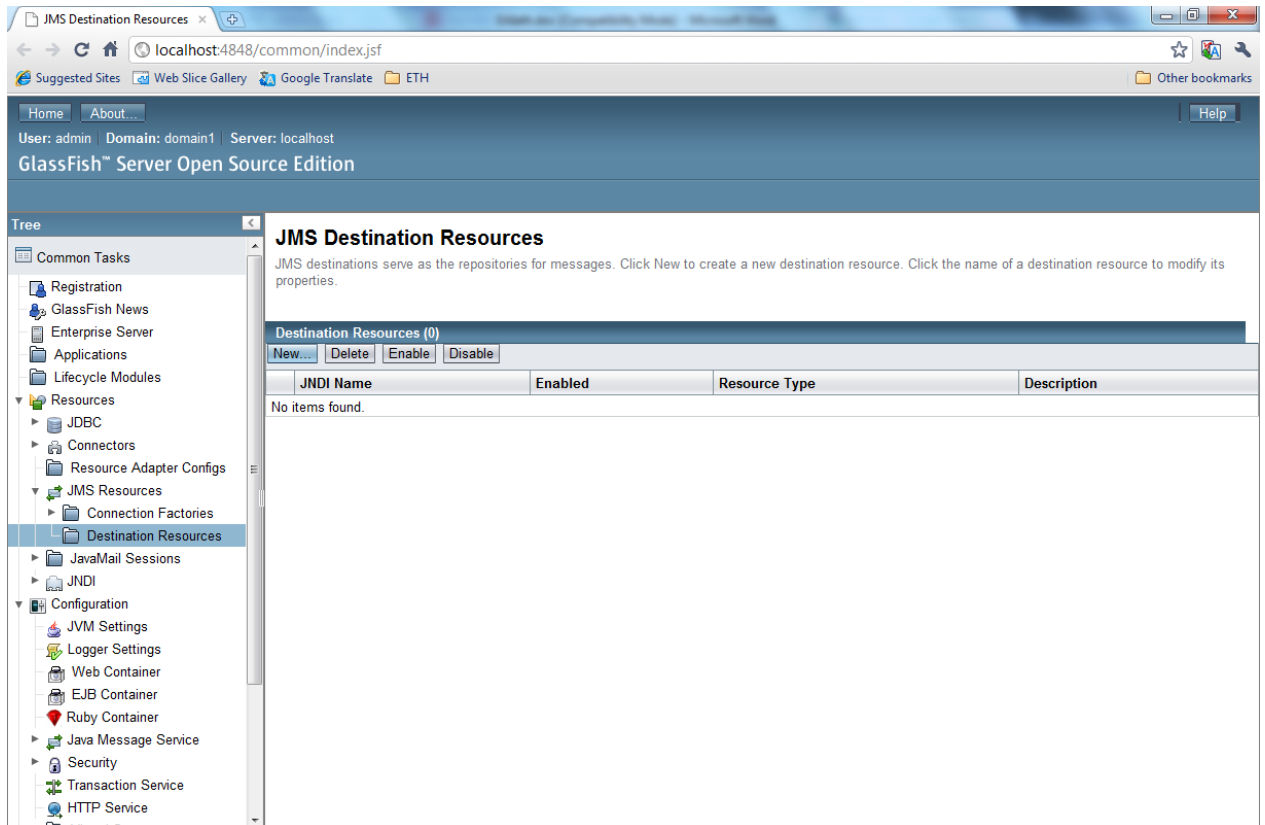 JMS Destination Resources
localhost:4848/common/index.jsf
Suggested Sites Web Slice Gallery Google Translate ETH Other bookmarks
Home About... Help
User: admin Domain: domain1 Server: localhost
GlassFish™ Server Open Source Edition
Tree
Common Tasks
Registration
GlassFish News
Enterprise Server
Applications
Lifecycle Modules
Resources
JDBC
Connectors
Resource Adapter Configs
JMS Resources
Connection Factories
Destination Resources
JavaMail Sessions
JNDI
Configuration
JVM Settings
Logger Settings
Web Container
EJB Container
Ruby Container
Java Message Service
Security
Transaction Service
HTTP Service
JMS Destination Resources
JMS destinations serve as the repositories for messages. Click New to create a new destination resource. Click the name of a destination resource to modify its
properties.
Destination Resources (0)
New... Delete Enable Disable
JNDI Name Enabled Resource Type Description
No items found.